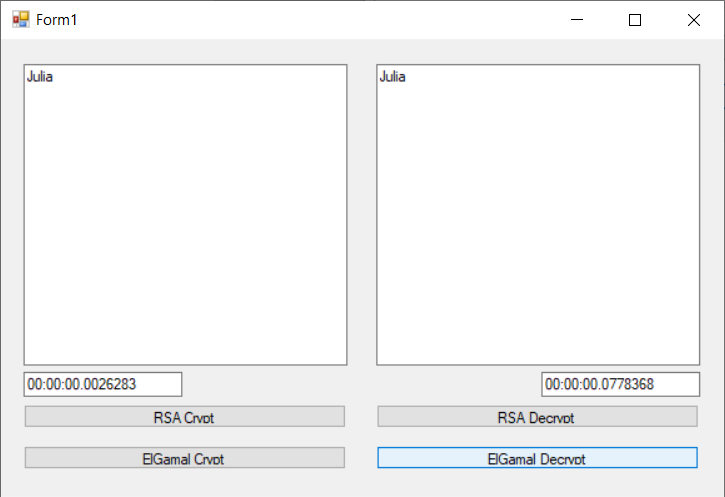 Form1
Julia
Julia
00:00:00.0026283
00:00:00.0778368
RSA Crypt
RSA Decrypt
ElGamal Crypt
ElGamal Decrypt